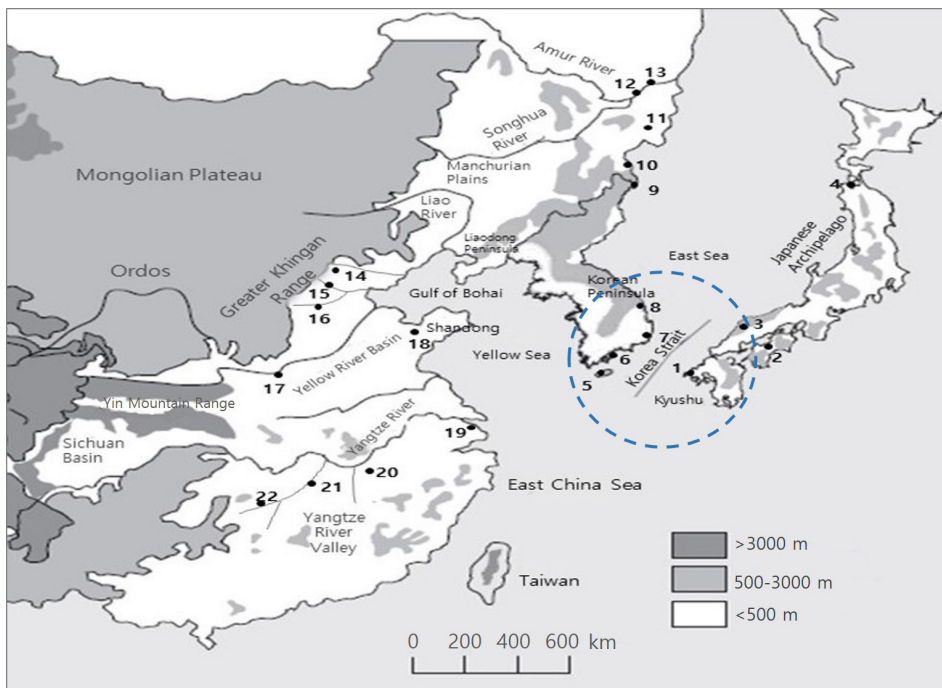 Amur River
13
12
Songhua
River
11
Mongolian Plateau
Manchurian
Plains
10
9
4
Liao
River
Liaodong
Peninsula
Japanese
Archipelago
East Sea
Greater Khingan
Range
14
Ordos
15
16
Gulf of Bohai
Korean
Peninsula
8
Shandong
18
Yellow River Basin
Yellow Sea
7
6
5
Korea Strait
3
2
1
Kyushu
17
Yin Mountain Range
Yangtze River
19
Sichuan
Basin
20
21
22
East China Sea
Yangtze
River
Valley
Taiwan
>3000 m
500-3000 m
<500 m
0 200 400 600 km